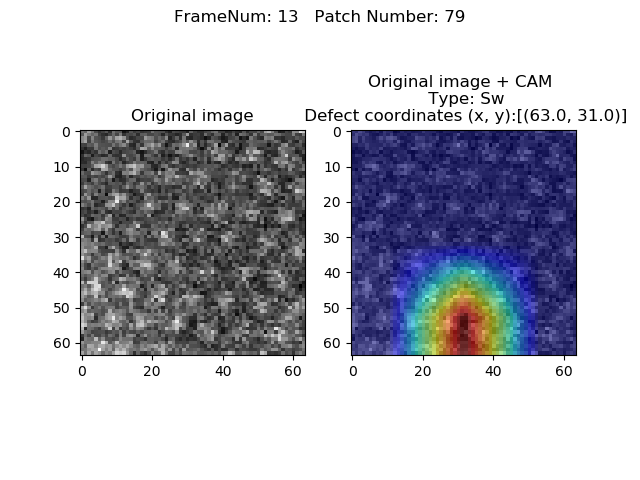 FrameNum: 13   Patch Number: 79
Original image
0
10
20
30
40
50
60
0 20 40 60
Original image + CAM
Type: Sw
Defect coordinates (x, y):[(63.0, 31.0)]
0
10
20
30
40
50
60
0 20 40 60